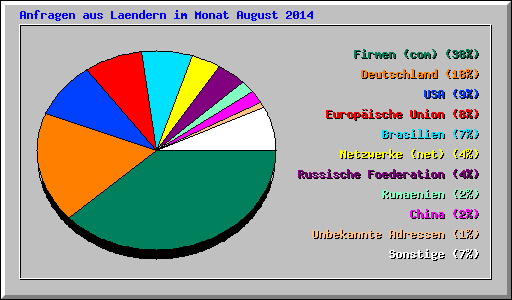 Anfragen aus Laendern im Monat August 2014
Firmen (com) (38%)
Deutschland (18%)
USA (9%)
Europäische Union (8%)
Brasilien (7%)
Netzwerke (net) (4%)
Russische Foederation (4%)
Rumaenien (2%)
China (2%)
Unbekannte Adressen (1%)
Sonstige (7%)